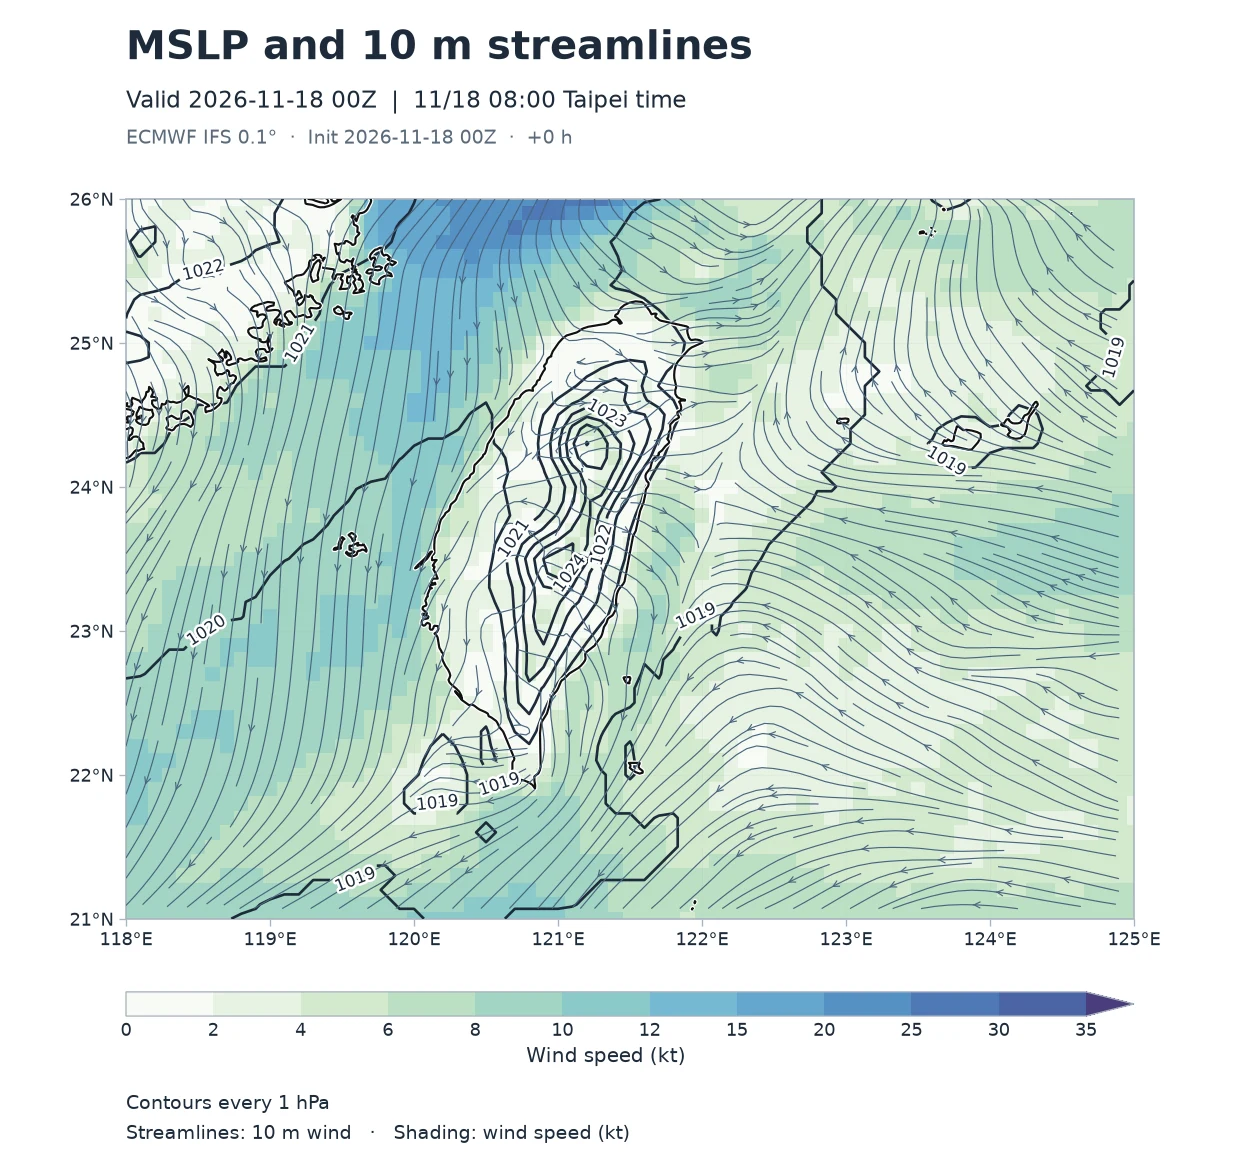 MSLP and 10 m streamlines
Valid 2026-11-18 00Z | 11/18 08:00 Taipei time
ECMWF IFS 0.1° · Init 2026-11-18 00Z · +0 h
26°N
25°N
24°N
23°N
22°N
21°N
1022
1021
1019
1023
1019
1021
1022
1024
1020
1019
1019
1019
1019
118°E 119°E 120°E 121°E 122°E 123°E 124°E 125°E
0 2 4 6 8 10 12 15 20 25 30 35
Wind speed (kt)
Contours every 1 hPa
Streamlines: 10 m wind · Shading: wind speed (kt)